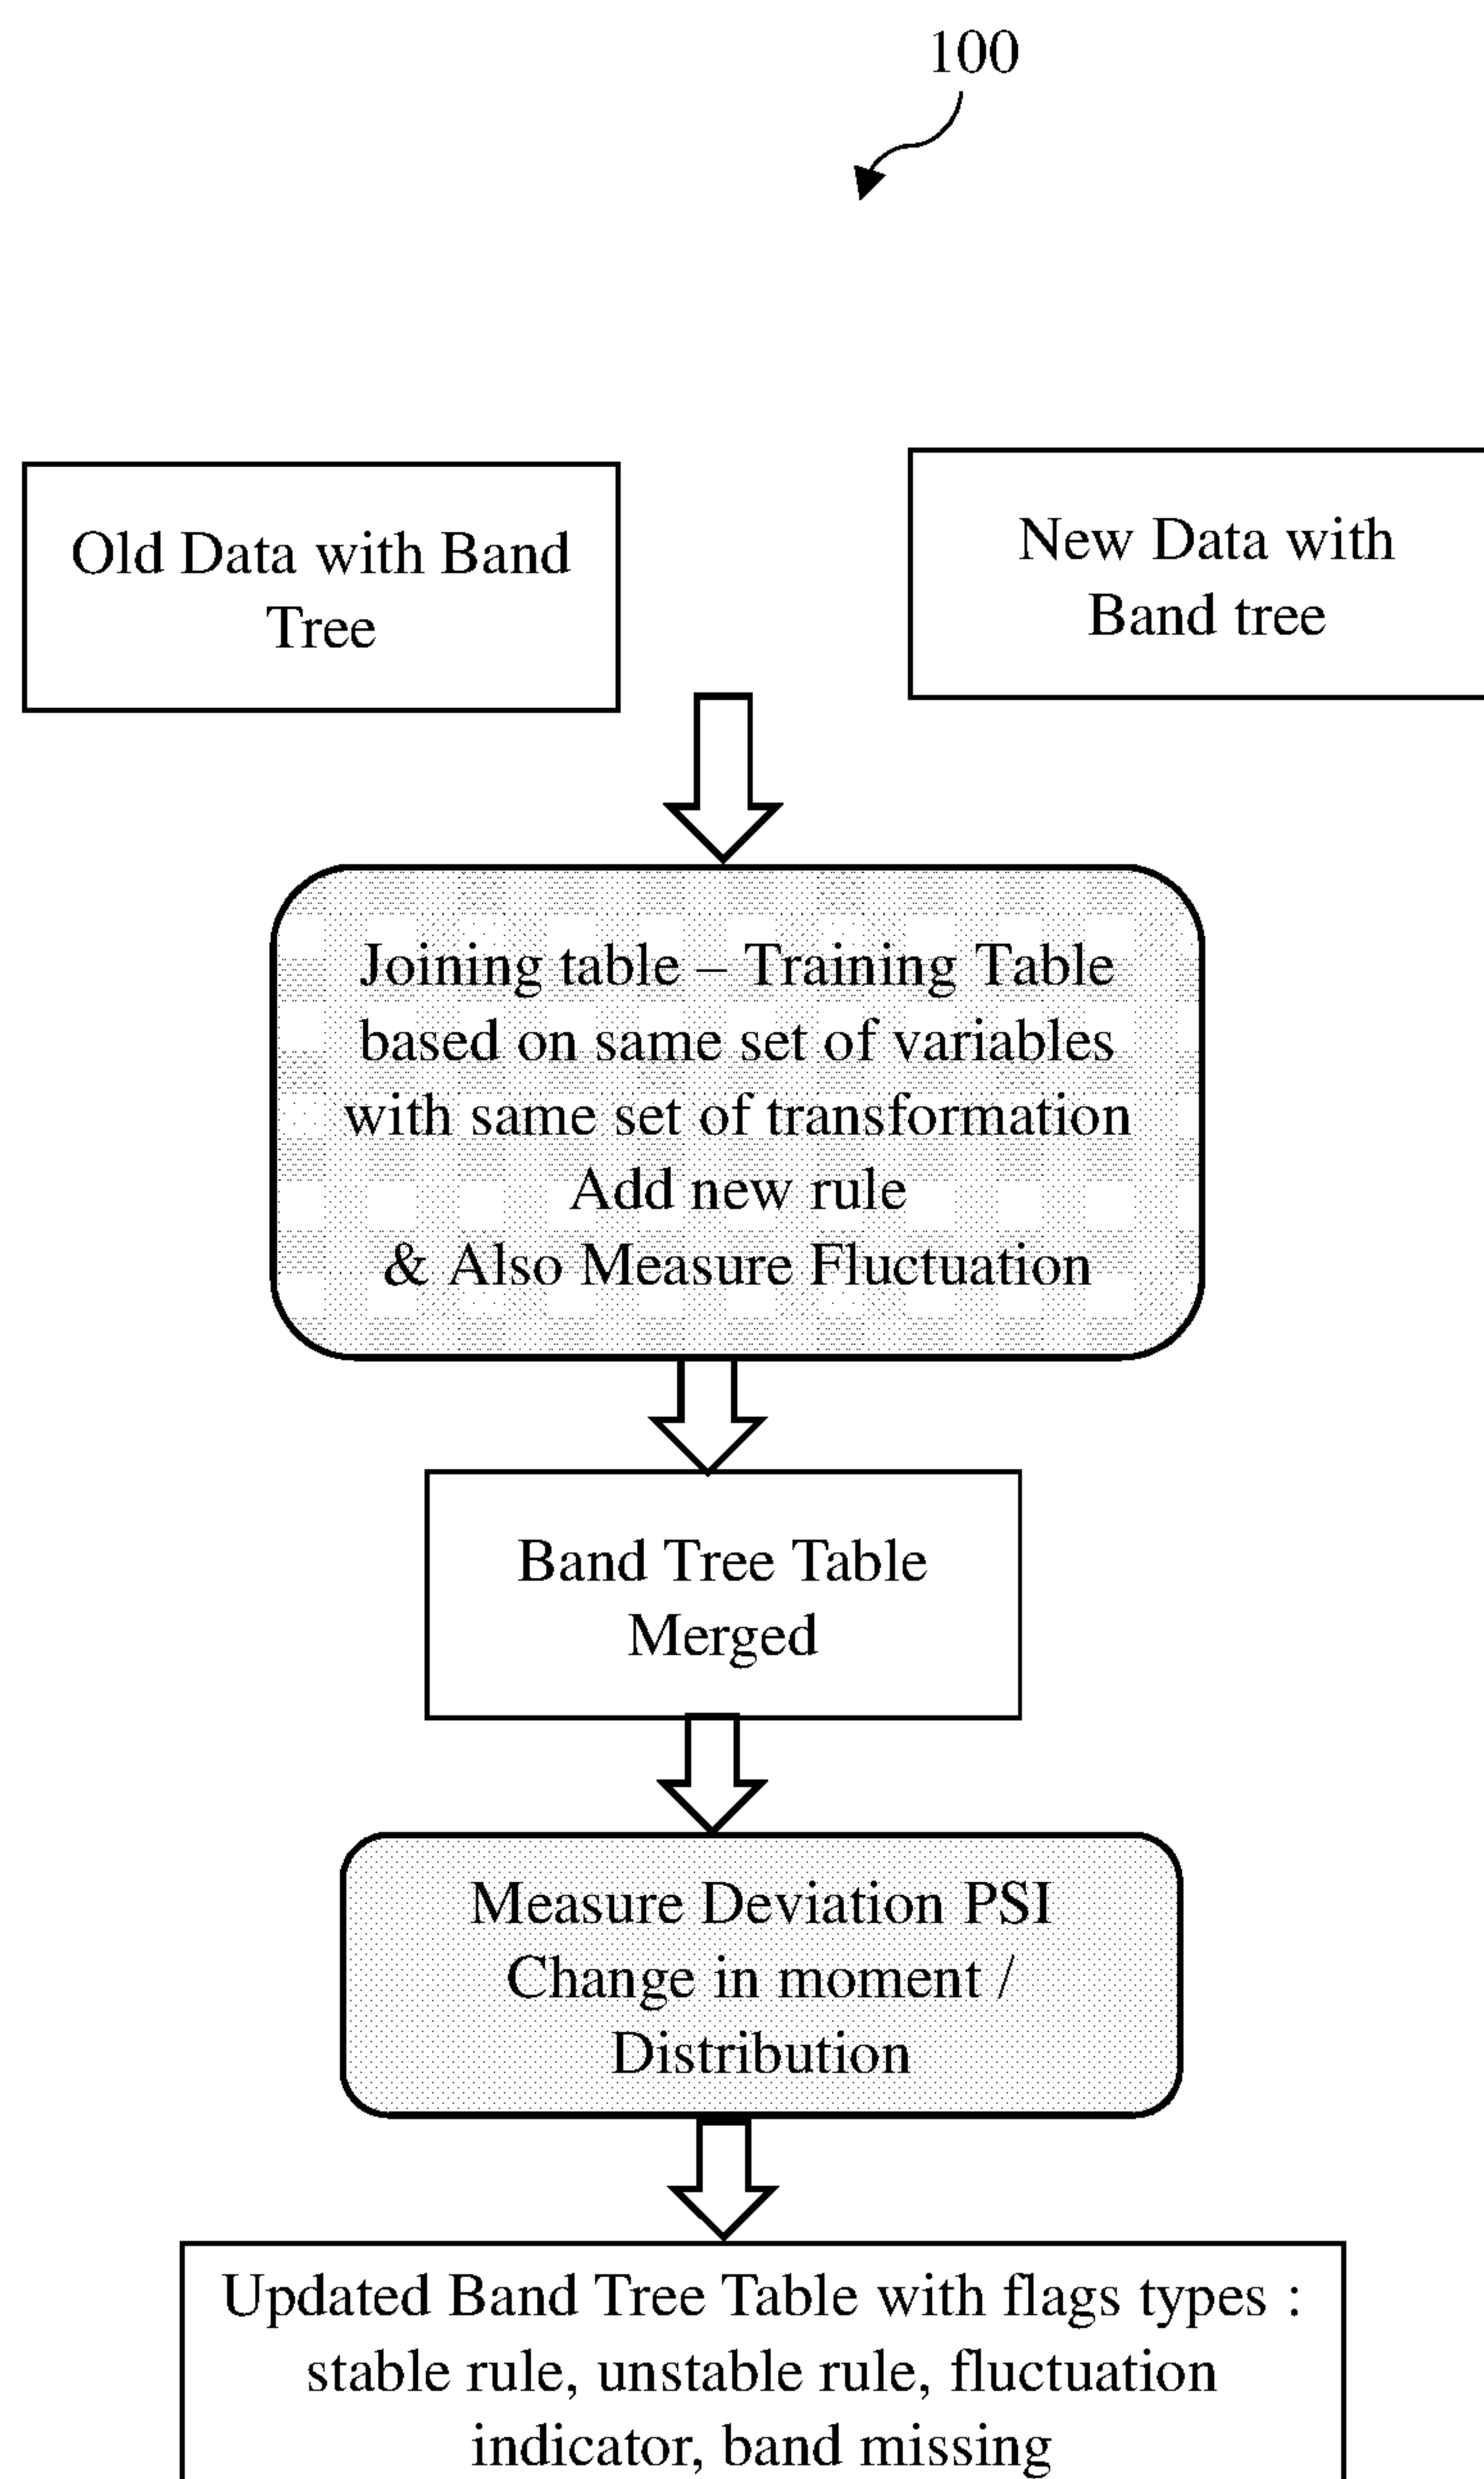 100
Old Data with Band
Tree
New Data with
Band tree
Joining table – Training Table
based on same set of variables
with same set of transformation
Add new rule
& Also Measure Fluctuation
Band Tree Table
Merged
Measure Deviation PSI
Change in moment /
Distribution
Updated Band Tree Table with flags types :
stable rule, unstable rule, fluctuation
indicator, band missing